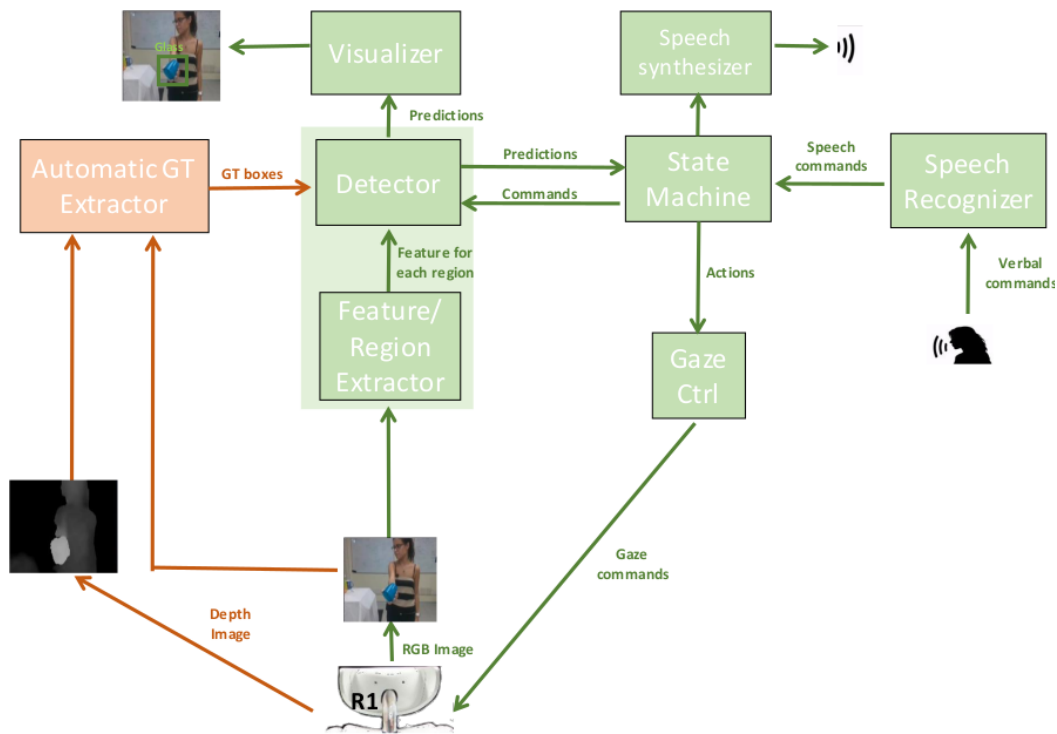 Glass
Visualizer
Speech
synthesizer
Predictions
Automatic GT
Extractor
GT boxes
Detector
Predictions
Commands
State
Machine
Speech
commands
Speech
Recognizer
Feature for
each region
Actions
Verbal
commands
Feature/
Region
Extractor
Gaze
Ctrl
Gaze
commands
Depth
Image
RGB Image
R1